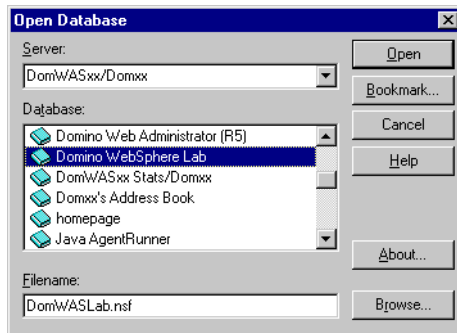 Open Database
Server:
DomWASxx/Domxx
Database:
Domino Web Administrator (R5)
Domino WebSphere Lab
DomWASxx Stats/Domxx
Domxx's Address Book
homepage
Java AgentRunner
Filename:
DomWASLab.nsf
Open
Bookmark...
Cancel
Help
About...
Browse...